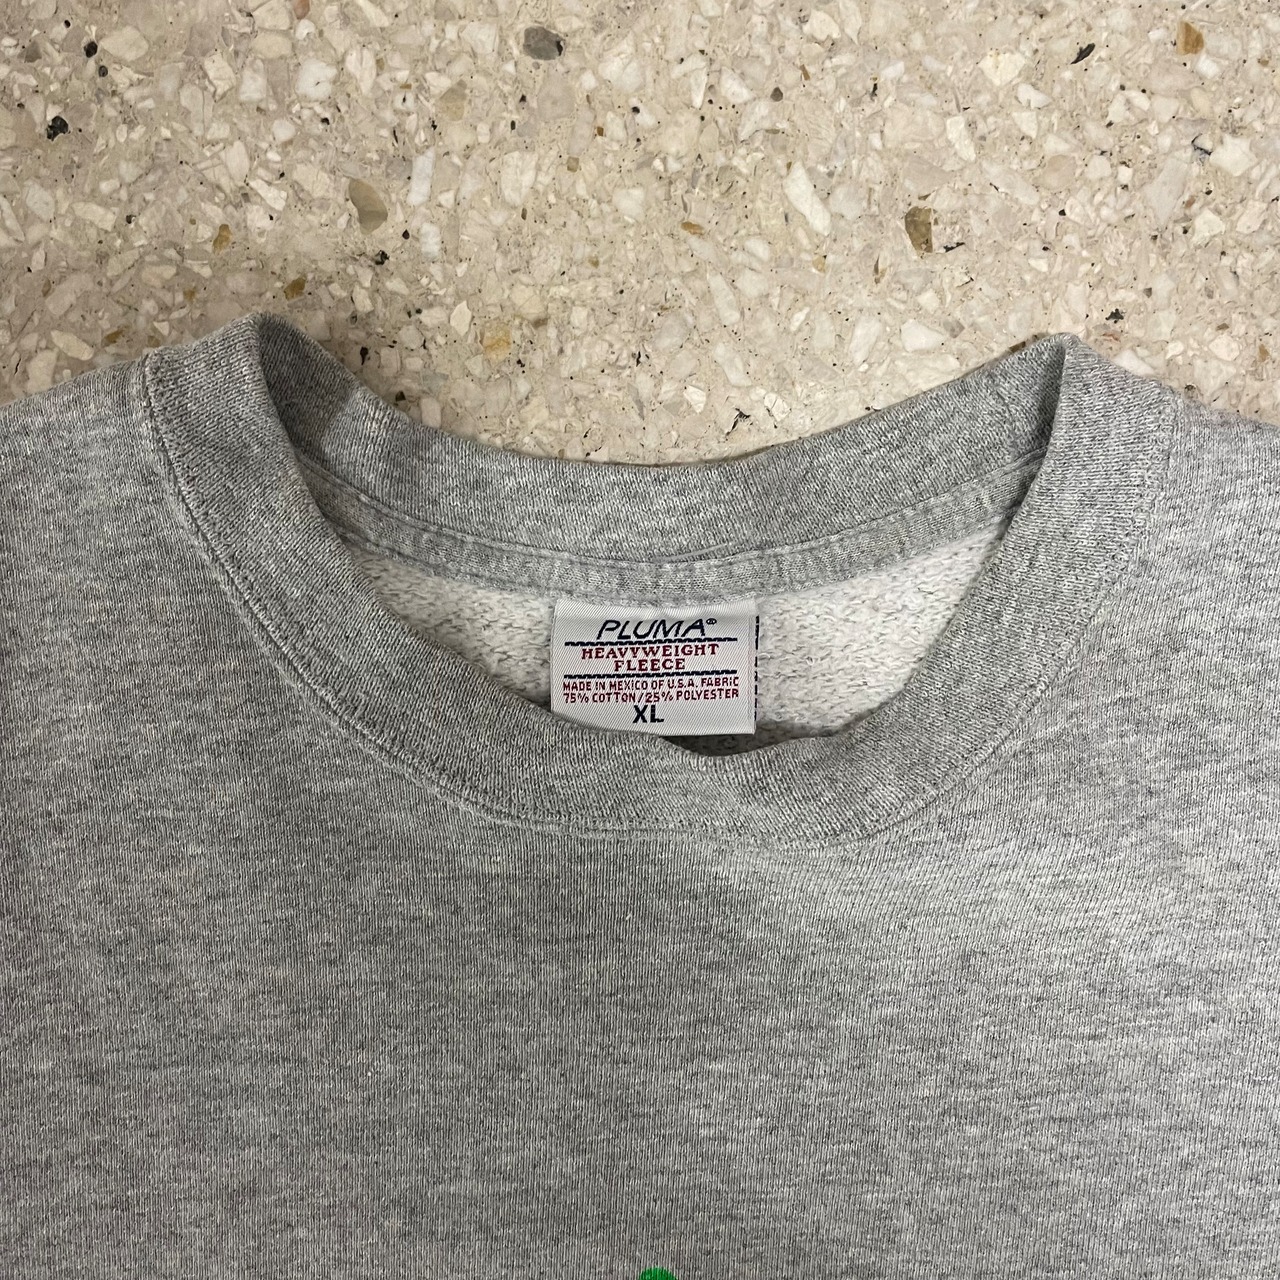 PLUMA®
HEAVYWEIGHT
FLEECE
MADE IN MEXICO OF U.S.A. FABRIC
75% COTTON / 25% POLYESTER
XL